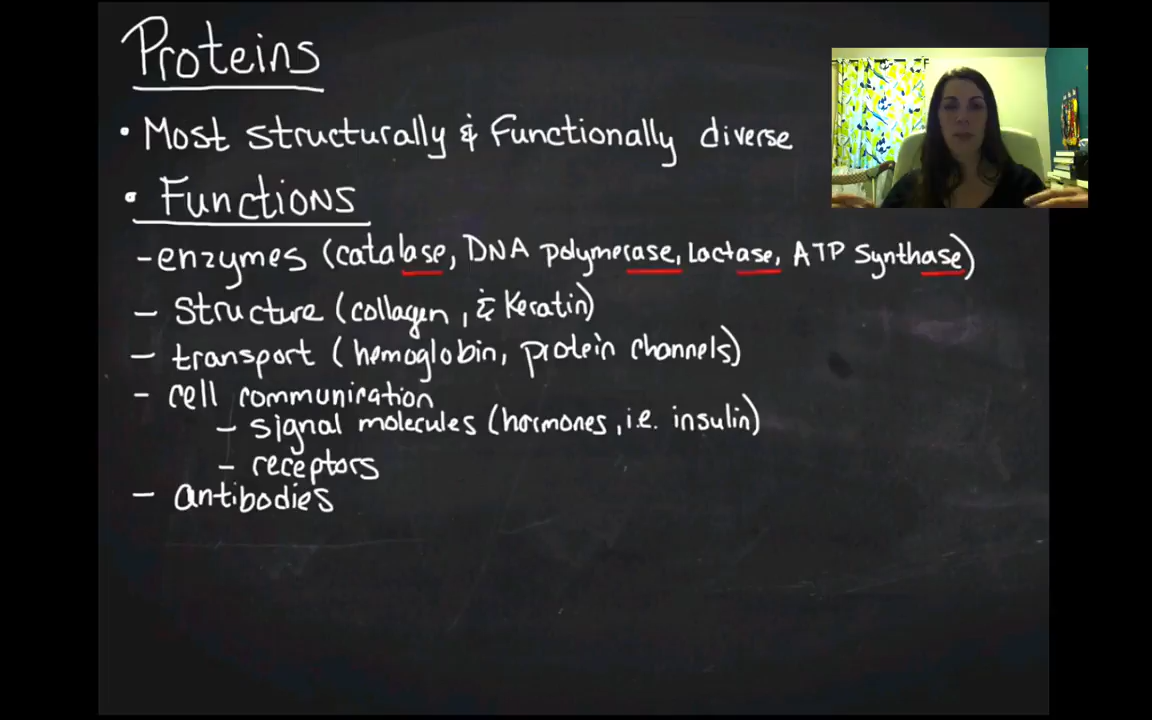 Proteins
• Most structurally & Functionally diverse
• Functions
- enzymes (catalase, DNA polymerase, Lactase, ATP Synthase)
- Structure (collagen, & Keratin)
- transport (hemoglobin, protein channels)
- cell communication
- signal molecules (hormones, i.e. insulin)
- receptors
- antibodies